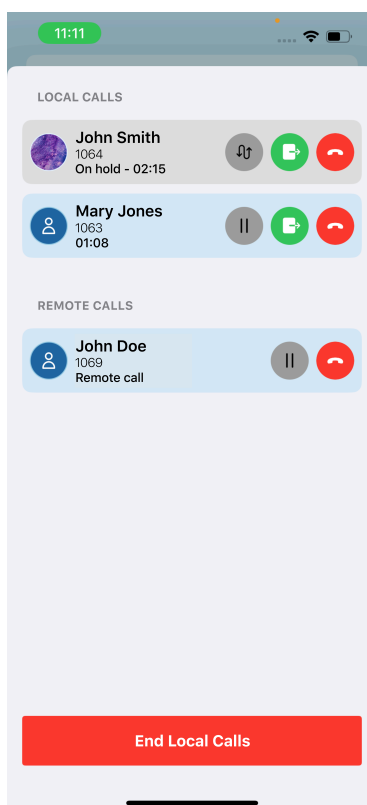 11:11
LOCAL CALLS
John Smith
1064
On hold - 02:15
Mary Jones
1063
01:08
REMOTE CALLS
John Doe
1069
Remote call
End Local Calls